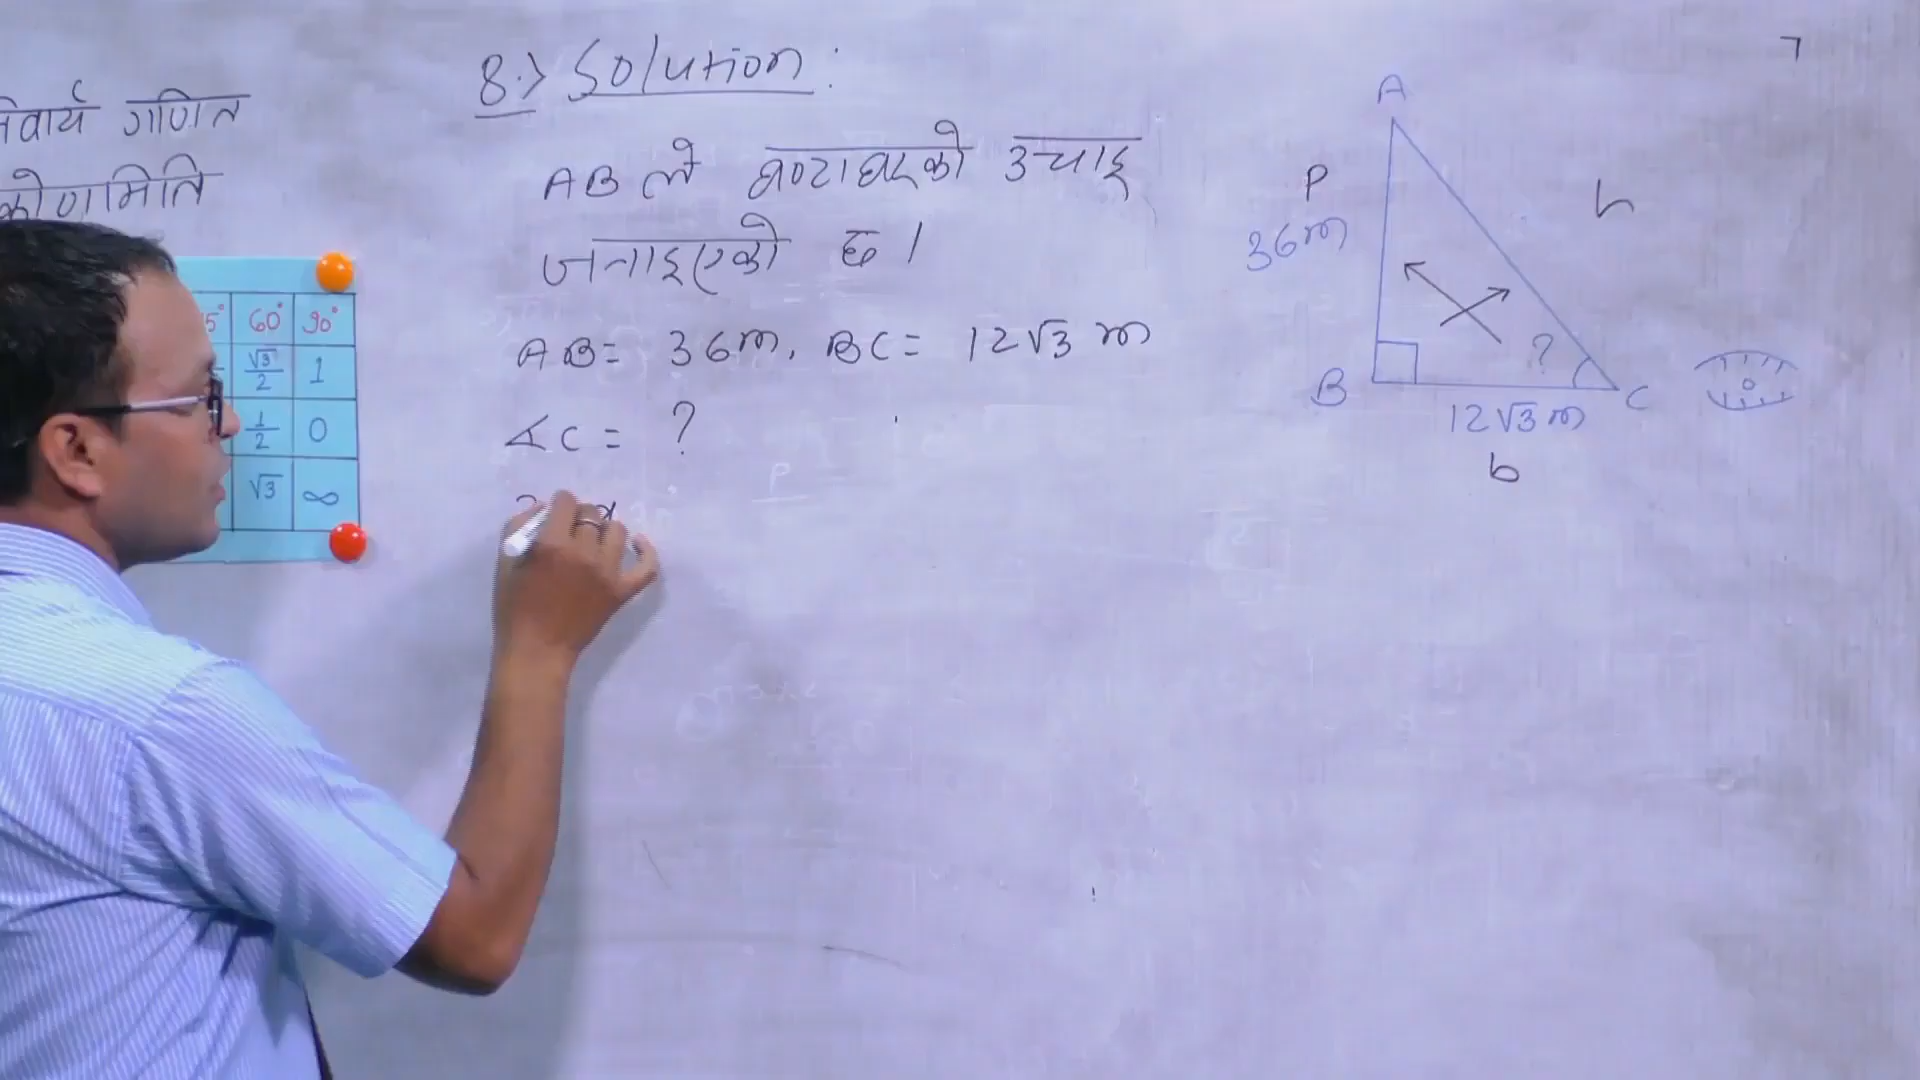 गणित
कोणमिति
8.> Solution:
AB ले घण्टाघरको उचाइ
जनाइएको छ ।
AB = 36m, BC = 12√3 m
∡C = ?
60° 90°
√3/2 1
1/2 0
√3 ∞
A
P
h
36m
?
B
C
12√3 m
b